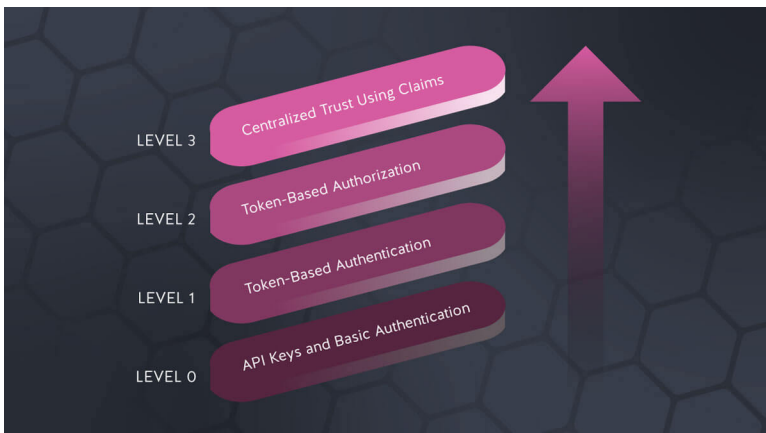 LEVEL 3
Centralized Trust Using Claims
LEVEL 2
Token-Based Authorization
LEVEL 1
Token-Based Authentication
LEVEL 0
API Keys and Basic Authentication